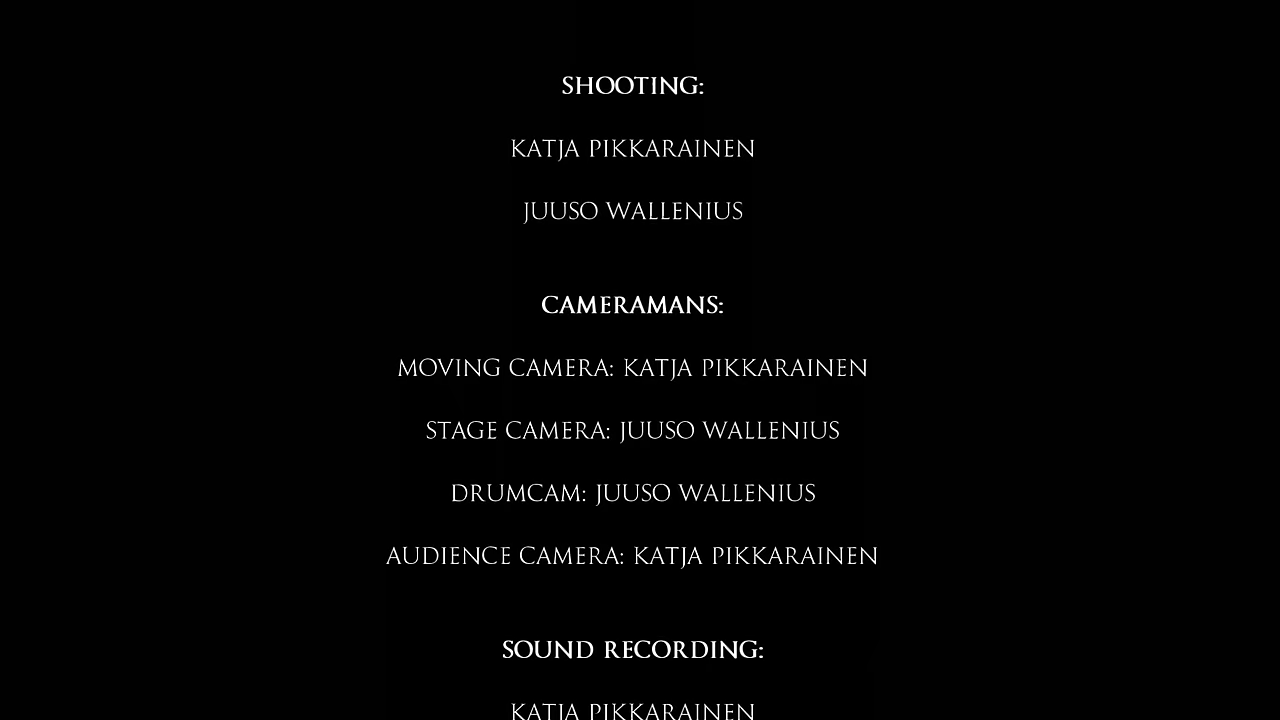 SHOOTING:
KATJA PIKKARAINEN
JUUSO WALLENIUS
CAMERAMANS:
MOVING CAMERA: KATJA PIKKARAINEN
STAGE CAMERA: JUUSO WALLENIUS
DRUMCAM: JUUSO WALLENIUS
AUDIENCE CAMERA: KATJA PIKKARAINEN
SOUND RECORDING:
KATJA PIKKARAINEN